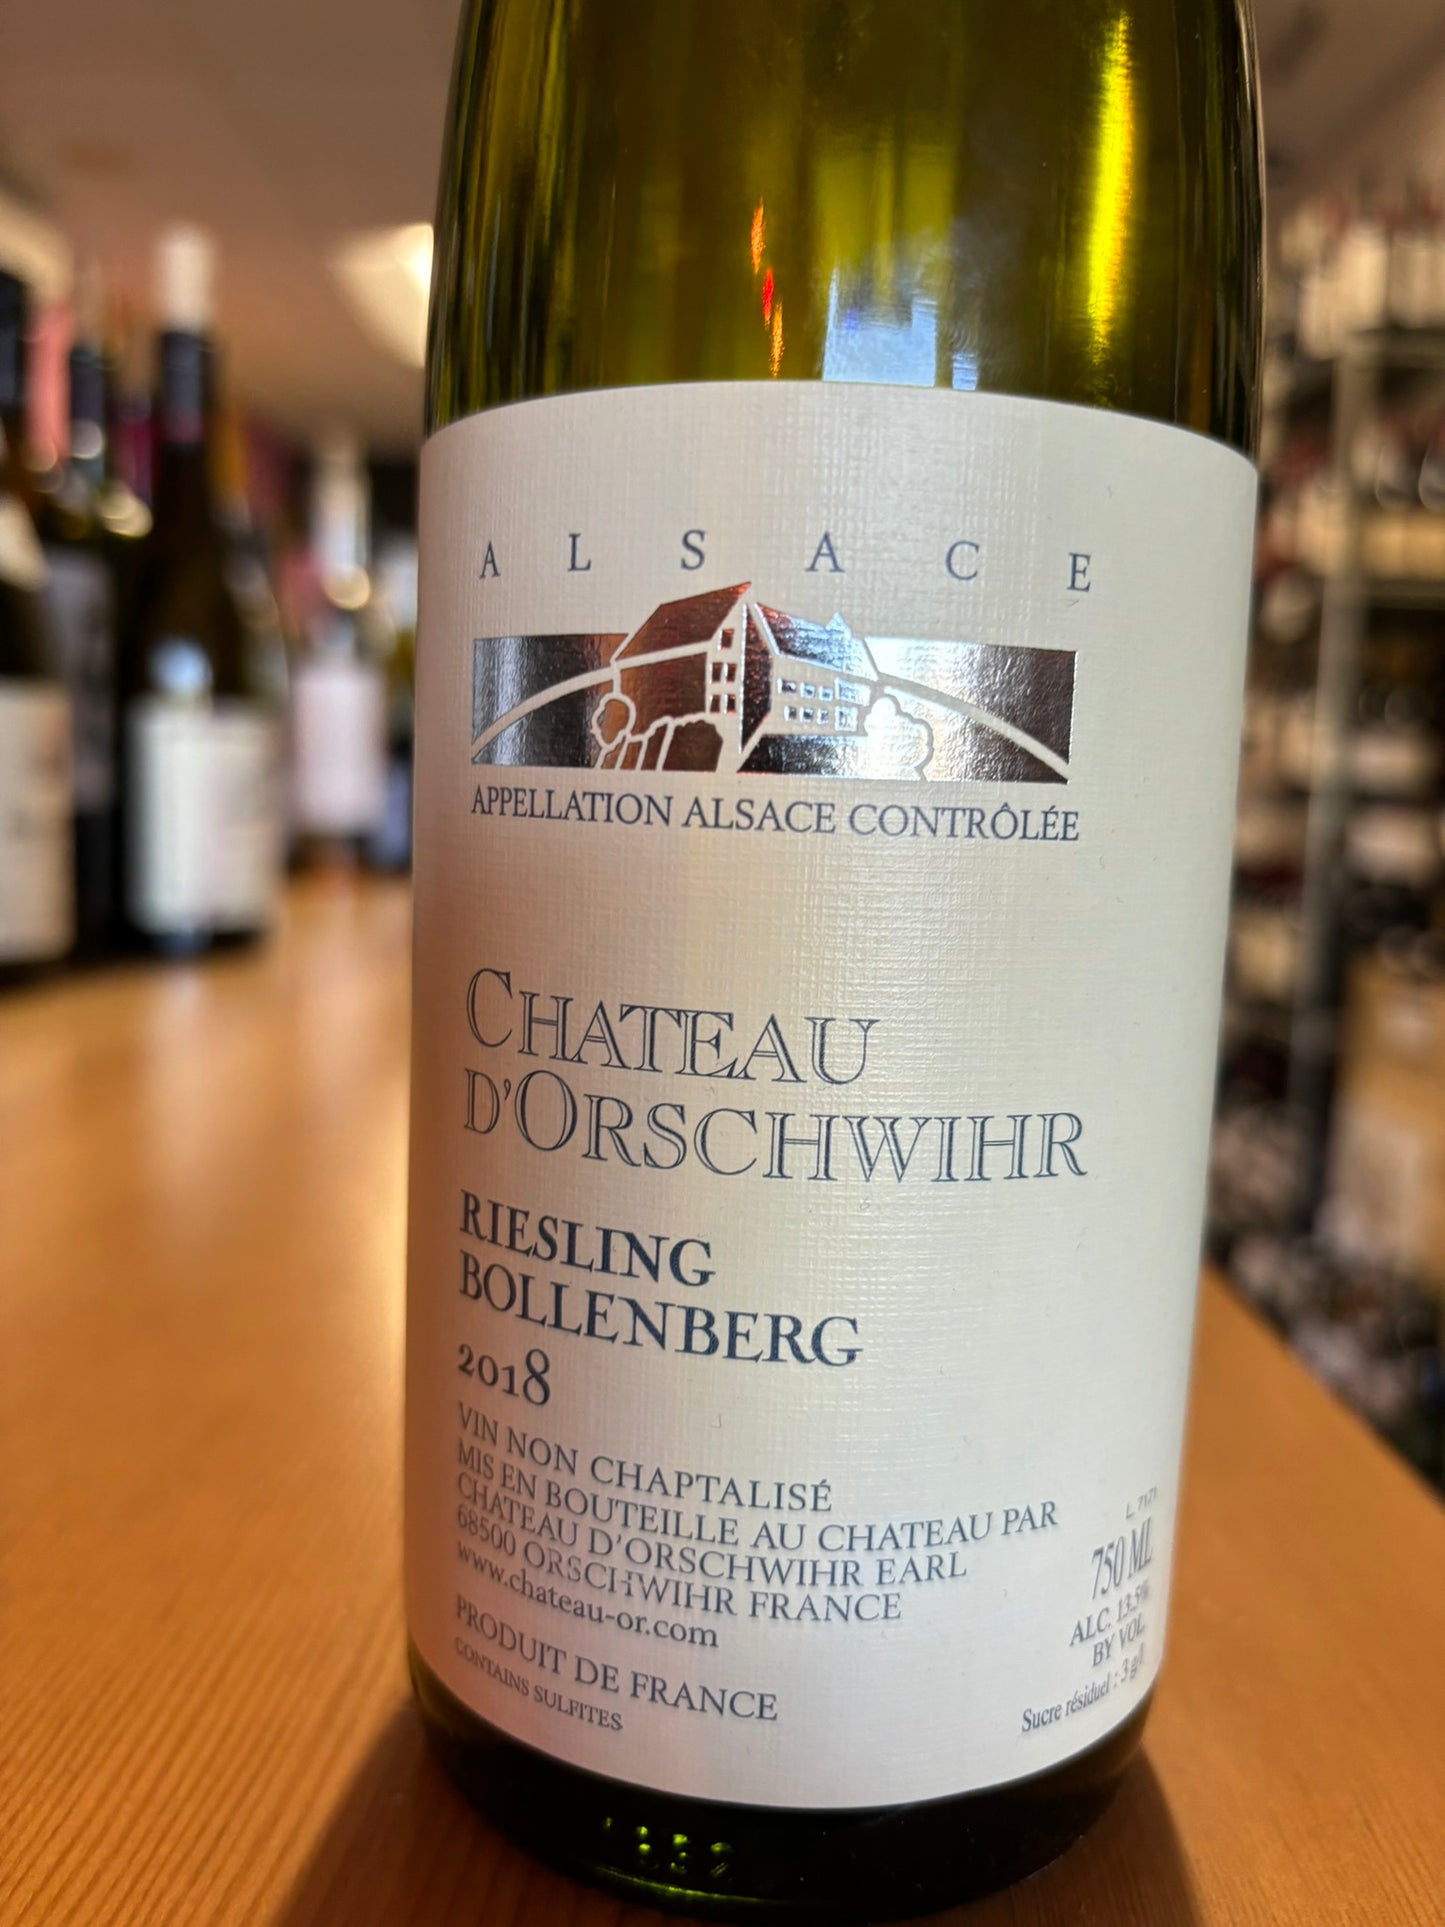 ALSACE
APPELLATION ALSACE CONTRÔLÉE
CHATEAU
D'ORSCHWIHR
RIESLING
BOLLENBERG
2018
VIN NON CHAPTALISÉ
MIS EN BOUTEILLE AU CHATEAU PAR
CHATEAU D'ORSCHWIHR EARL
68500 ORSCHWIHR FRANCE
www.chateau-or.com
PRODUIT DE FRANCE
CONTAINS SULFITES
L. 7171
750 ML
ALC. 13.5%
BY VOL.
Sucre résiduel : 3 g/l